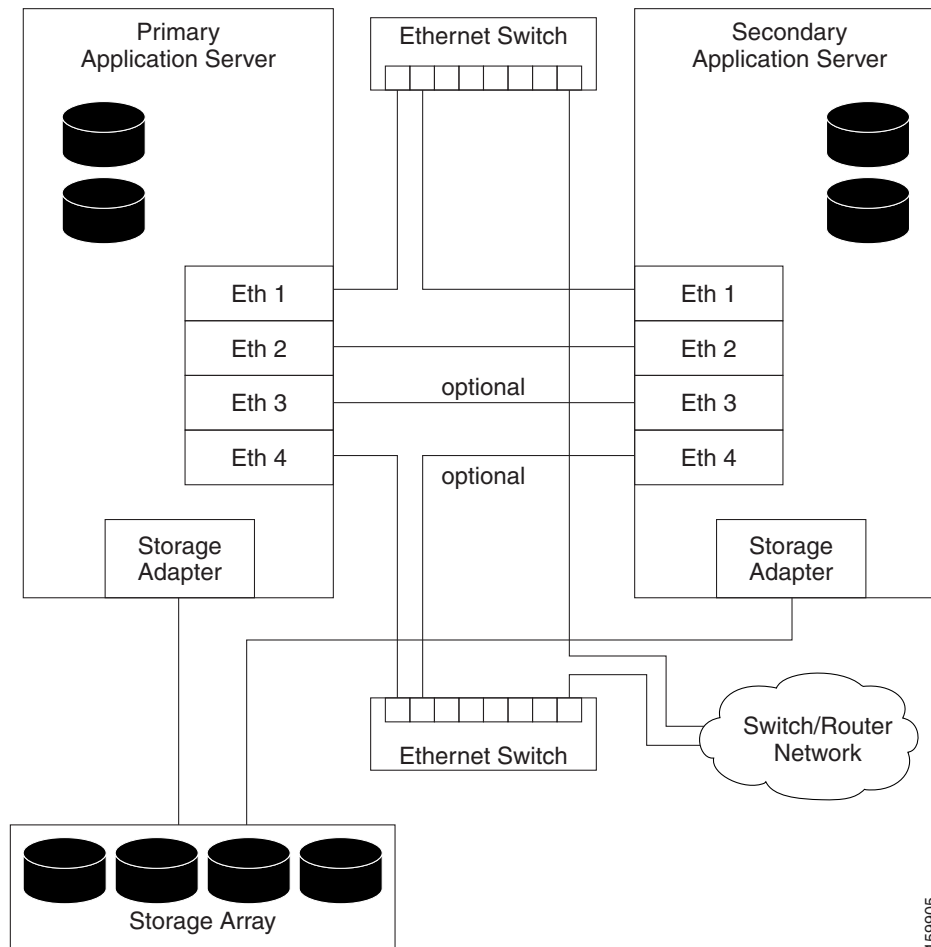 Primary
Application Server
Ethernet Switch
Secondary
Application Server
Eth 1
Eth 2
Eth 3
Eth 4
optional
optional
Eth 1
Eth 2
Eth 3
Eth 4
Storage
Adapter
Storage
Adapter
Ethernet Switch
Switch/Router
Network
Storage Array
159905